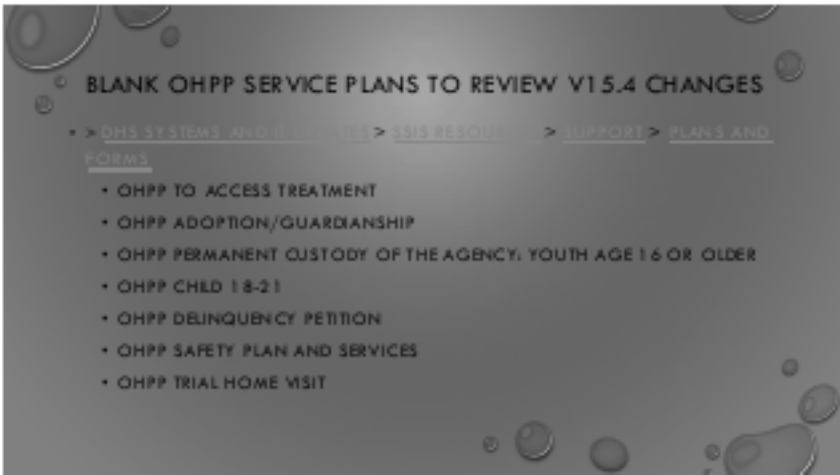 BLANK OHPP SERVICE PLANS TO REVIEW V15.4 CHANGES
• > DHS SYSTEMS AND > SSIS > SUPPORT > PLANS AND
FORMS
• OHPP TO ACCESS TREATMENT
• OHPP ADOPTION/GUARDIANSHIP
• OHPP PERMANENT CUSTODY OF THE AGENCY: YOUTH AGE 16 OR OLDER
• OHPP CHILD 18-21
• OHPP DELINQUENCY PETITION
• OHPP SAFETY PLAN AND SERVICES
• OHPP TRIAL HOME VISIT